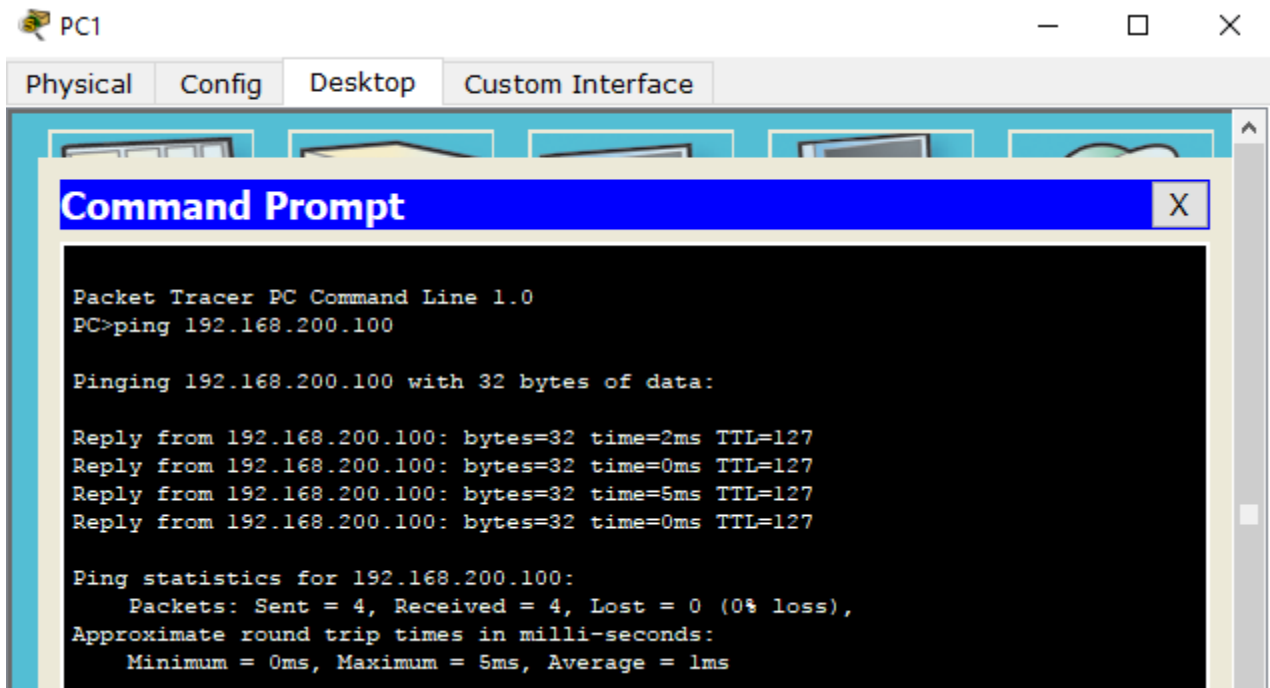 PC1
Physical Config Desktop Custom Interface
Command Prompt X
Packet Tracer PC Command Line 1.0
PC>ping 192.168.200.100
Pinging 192.168.200.100 with 32 bytes of data:
Reply from 192.168.200.100: bytes=32 time=2ms TTL=127
Reply from 192.168.200.100: bytes=32 time=0ms TTL=127
Reply from 192.168.200.100: bytes=32 time=5ms TTL=127
Reply from 192.168.200.100: bytes=32 time=0ms TTL=127
Ping statistics for 192.168.200.100:
Packets: Sent = 4, Received = 4, Lost = 0 (0% loss),
Approximate round trip times in milli-seconds:
Minimum = 0ms, Maximum = 5ms, Average = 1ms